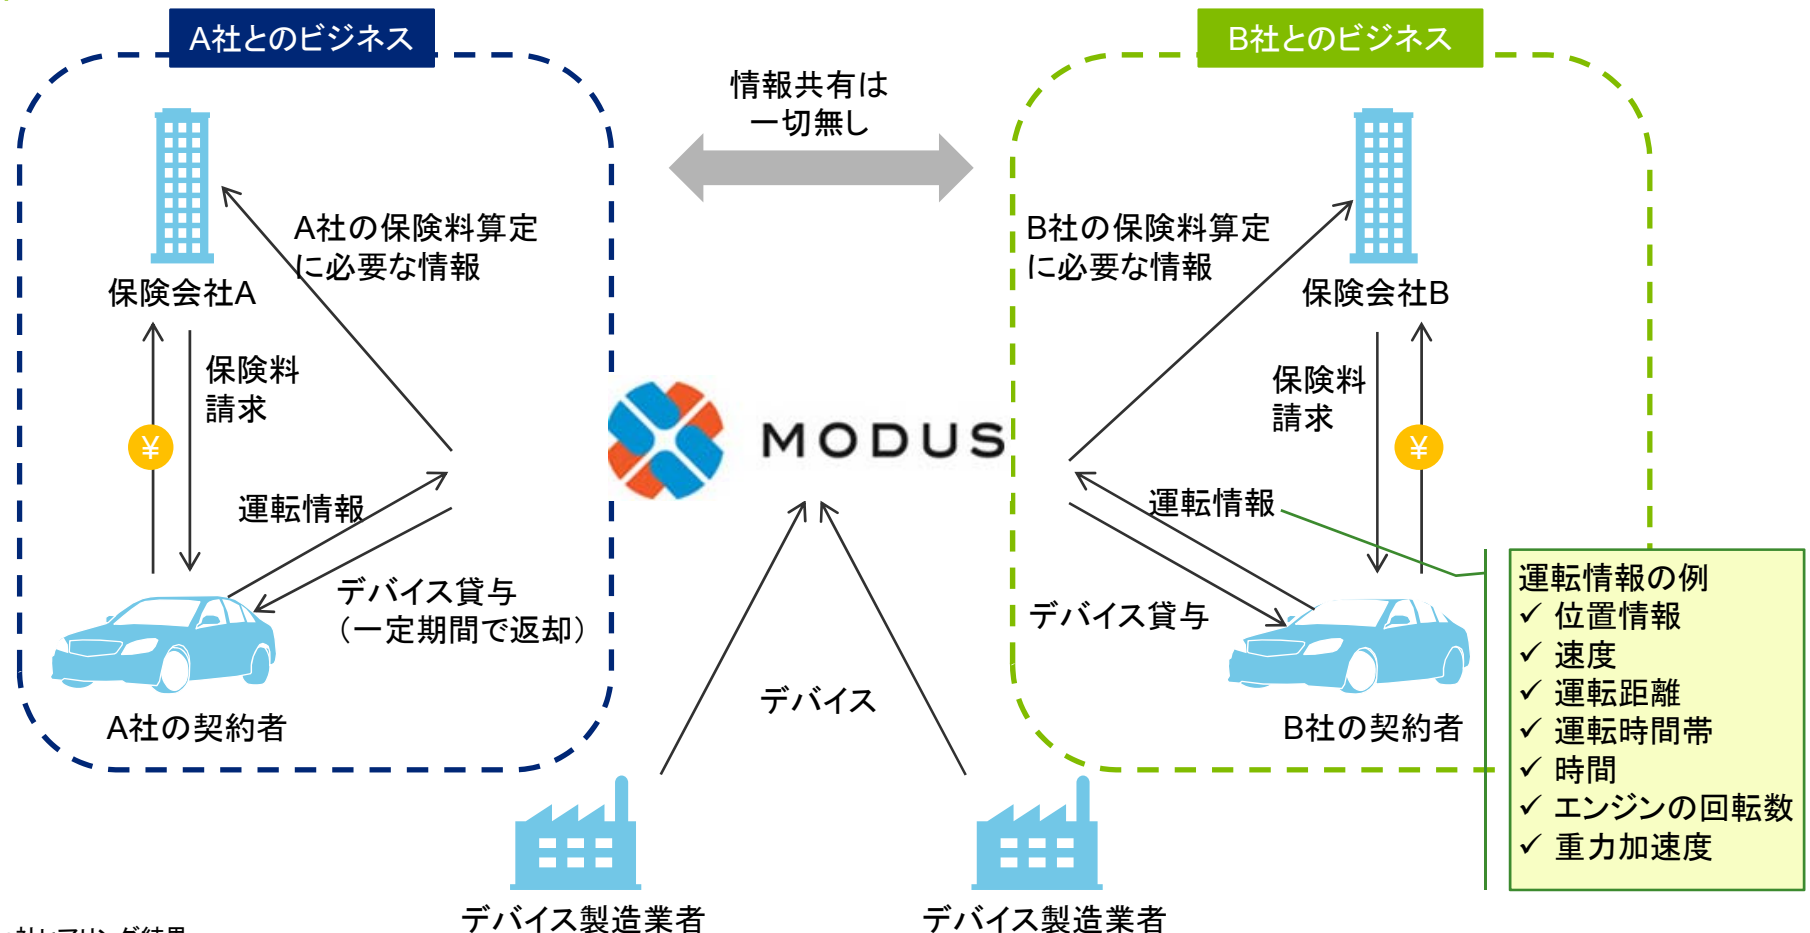 A社とのビジネス
B社とのビジネス
情報共有は
一切無し
A社の保険料算定
に必要な情報
B社の保険料算定
に必要な情報
保険会社A
保険会社B
保険料
請求
保険料
請求
¥
¥
MODUS
運転情報
運転情報
デバイス貸与
(一定期間で返却)
デバイス貸与
運転情報の例
✓ 位置情報
✓ 速度
✓ 運転距離
✓ 運転時間帯
✓ 時間
✓ エンジンの回転数
✓ 重力加速度
デバイス
A社の契約者
B社の契約者
デバイス製造業者
デバイス製造業者